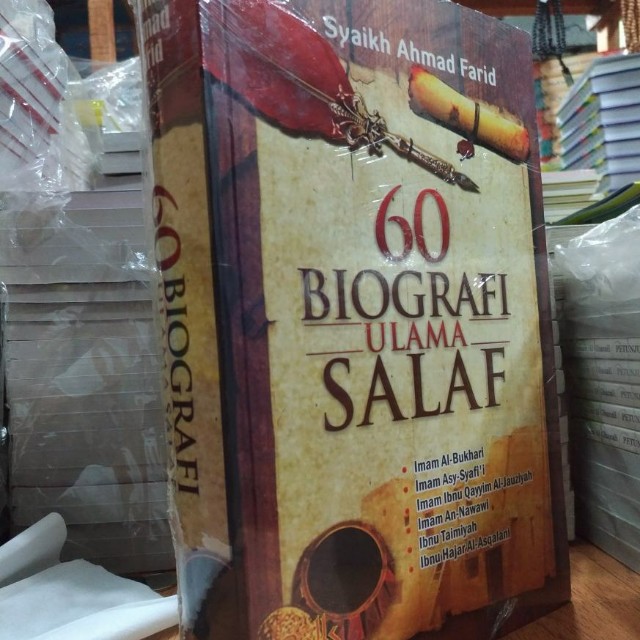 Syaikh Ahmad Farid
60
BIOGRAFI
ULAMA
SALAF
• Imam Al-Bukhari
Imam Asy-Syafi'i
Imam Ibnu Qayyim Al-Jauziyah
Imam An-Nawawi
Ibnu Taimiyah
Ibnu Hajar Al-Asqalani
60 BIOGRAFI